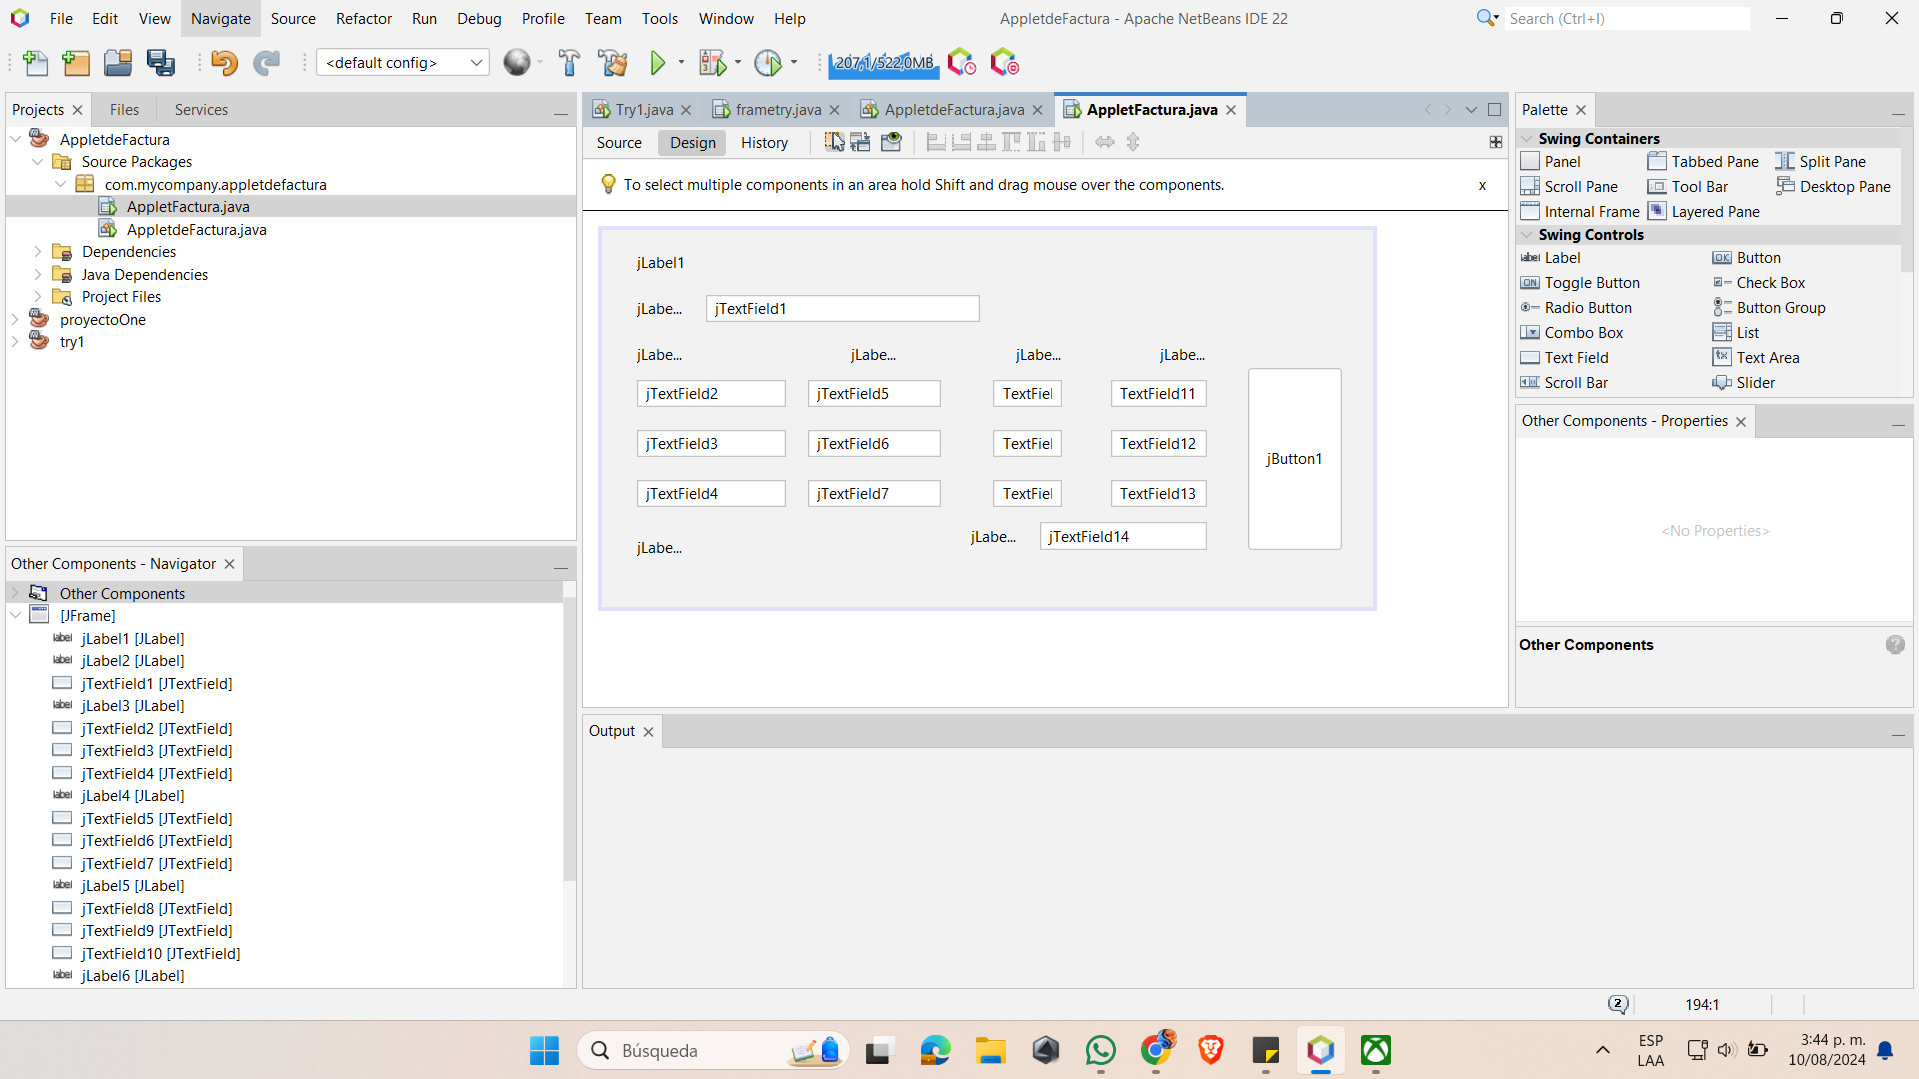 File Edit View Navigate Source Refactor Run Debug Profile Team Tools Window Help
AppletdeFactura - Apache NetBeans IDE 22
Search (Ctrl+I)
<default config>
207,1/522,0MB
Projects Files Services
AppletdeFactura
Source Packages
com.mycompany.appletdefactura
AppletFactura.java
AppletdeFactura.java
Dependencies
Java Dependencies
Project Files
proyectoOne
try1
Other Components - Navigator
Other Components
[JFrame]
jLabel1 [JLabel]
jLabel2 [JLabel]
jTextField1 [JTextField]
jLabel3 [JLabel]
jTextField2 [JTextField]
jTextField3 [JTextField]
jTextField4 [JTextField]
jLabel4 [JLabel]
jTextField5 [JTextField]
jTextField6 [JTextField]
jTextField7 [JTextField]
jLabel5 [JLabel]
jTextField8 [JTextField]
jTextField9 [JTextField]
jTextField10 [JTextField]
jLabel6 [JLabel]
Try1.java frametry.java AppletdeFactura.java AppletFactura.java
Source Design History
To select multiple components in an area hold Shift and drag mouse over the components. x
jLabel1
jLabe... jTextField1
jLabe... jLabe... jLabe... jLabe...
jTextField2 jTextField5 TextFiel TextField11
jTextField3 jTextField6 TextFiel TextField12
jButton1
jTextField4 jTextField7 TextFiel TextField13
jLabe... jTextField14
jLabe...
Output
Palette
Swing Containers
Panel Tabbed Pane Split Pane
Scroll Pane Tool Bar Desktop Pane
Internal Frame Layered Pane
Swing Controls
label Label OK Button
ON Toggle Button Check Box
Radio Button Button Group
Combo Box List
Text Field Text Area
Scroll Bar Slider
Other Components - Properties
<No Properties>
Other Components
2 194:1
Búsqueda
ESP
LAA
3:44 p. m.
10/08/2024